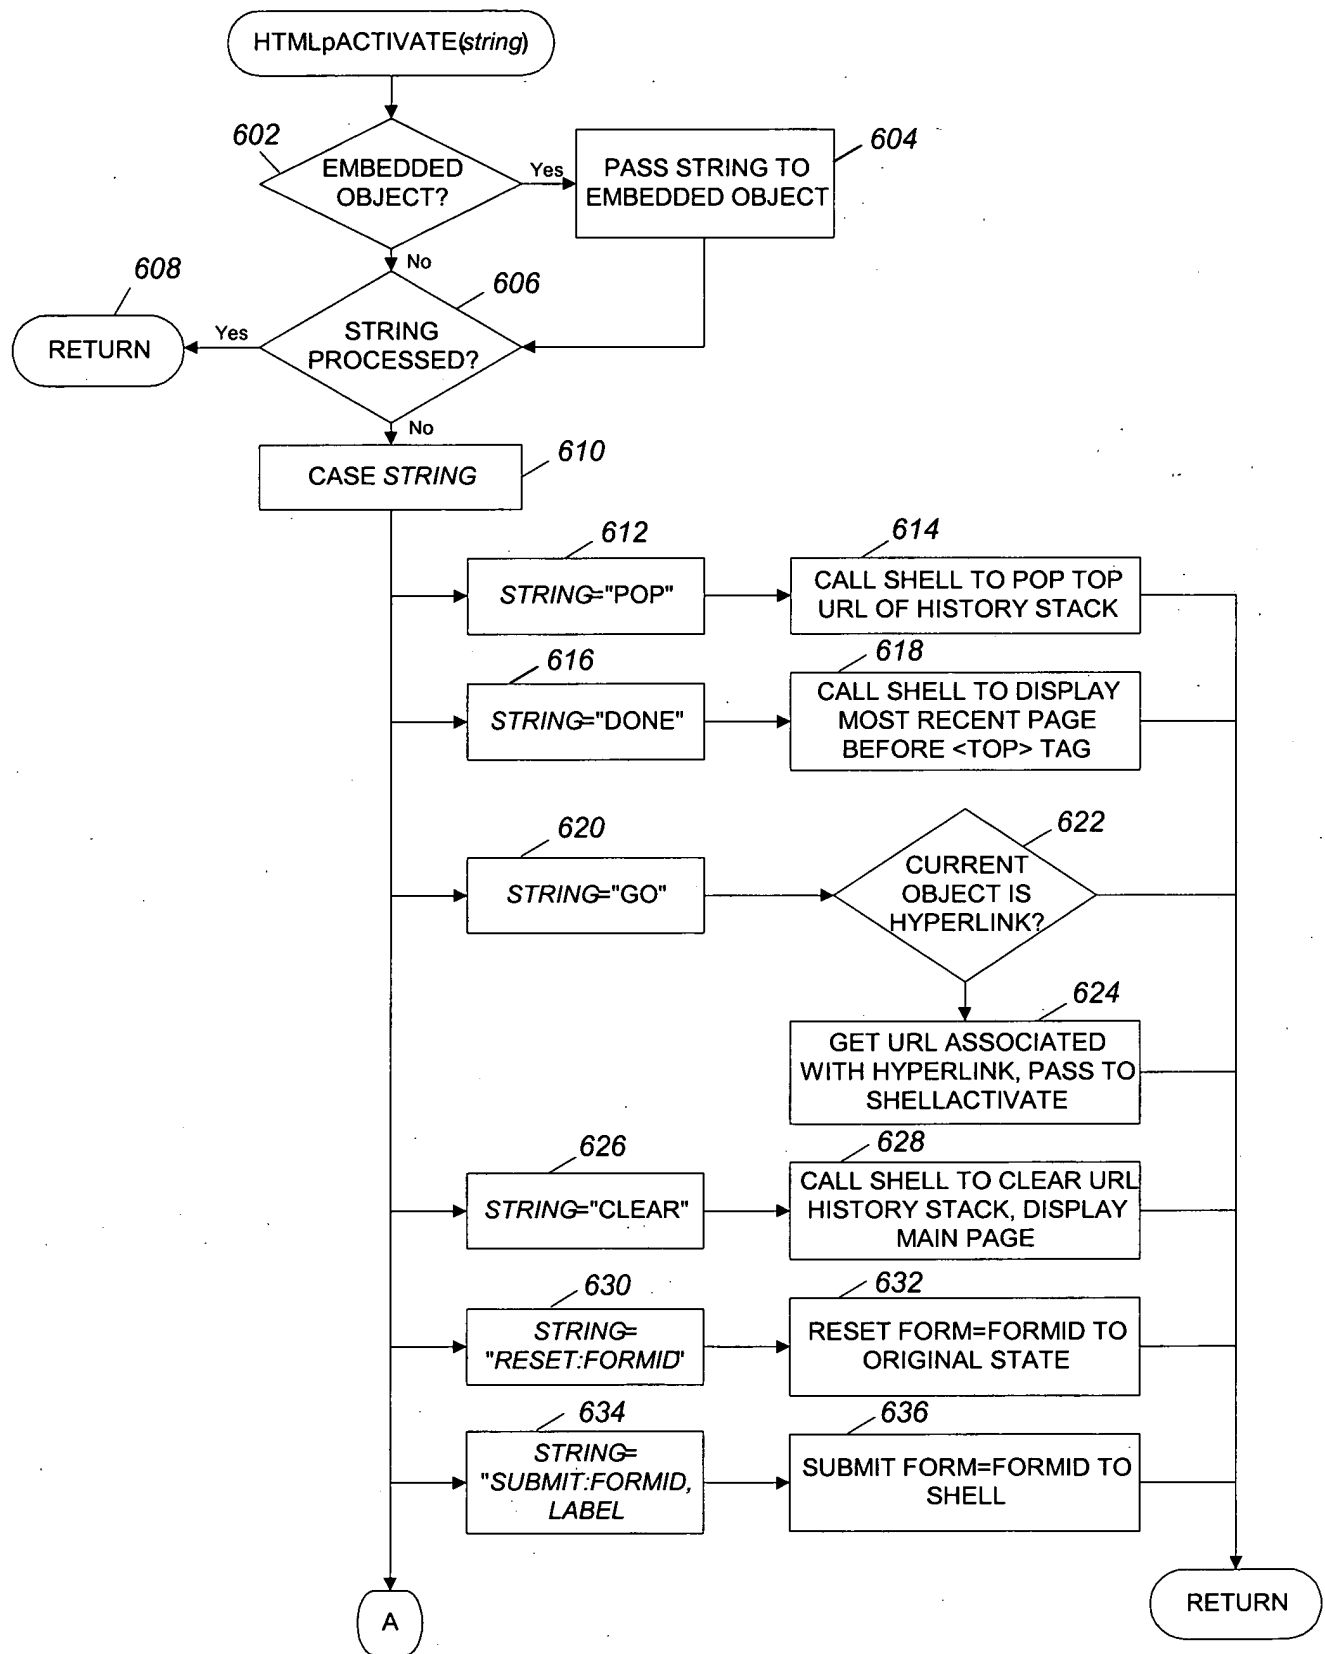 HTMLpACTIVATE(string)
602
EMBEDDED
OBJECT?
Yes
604
PASS STRING TO
EMBEDDED OBJECT
No
608
RETURN
Yes
606
STRING
PROCESSED?
No
610
CASE STRING
612
STRING="POP"
614
CALL SHELL TO POP TOP
URL OF HISTORY STACK
616
STRING="DONE"
618
CALL SHELL TO DISPLAY
MOST RECENT PAGE
BEFORE <TOP> TAG
620
STRING="GO"
622
CURRENT
OBJECT IS
HYPERLINK?
624
GET URL ASSOCIATED
WITH HYPERLINK, PASS TO
SHELLACTIVATE
626
STRING="CLEAR"
628
CALL SHELL TO CLEAR URL
HISTORY STACK, DISPLAY
MAIN PAGE
630
STRING=
"RESET:FORMID"
632
RESET FORM=FORMID TO
ORIGINAL STATE
634
STRING=
"SUBMIT:FORMID,
LABEL
636
SUBMIT FORM=FORMID TO
SHELL
A
RETURN